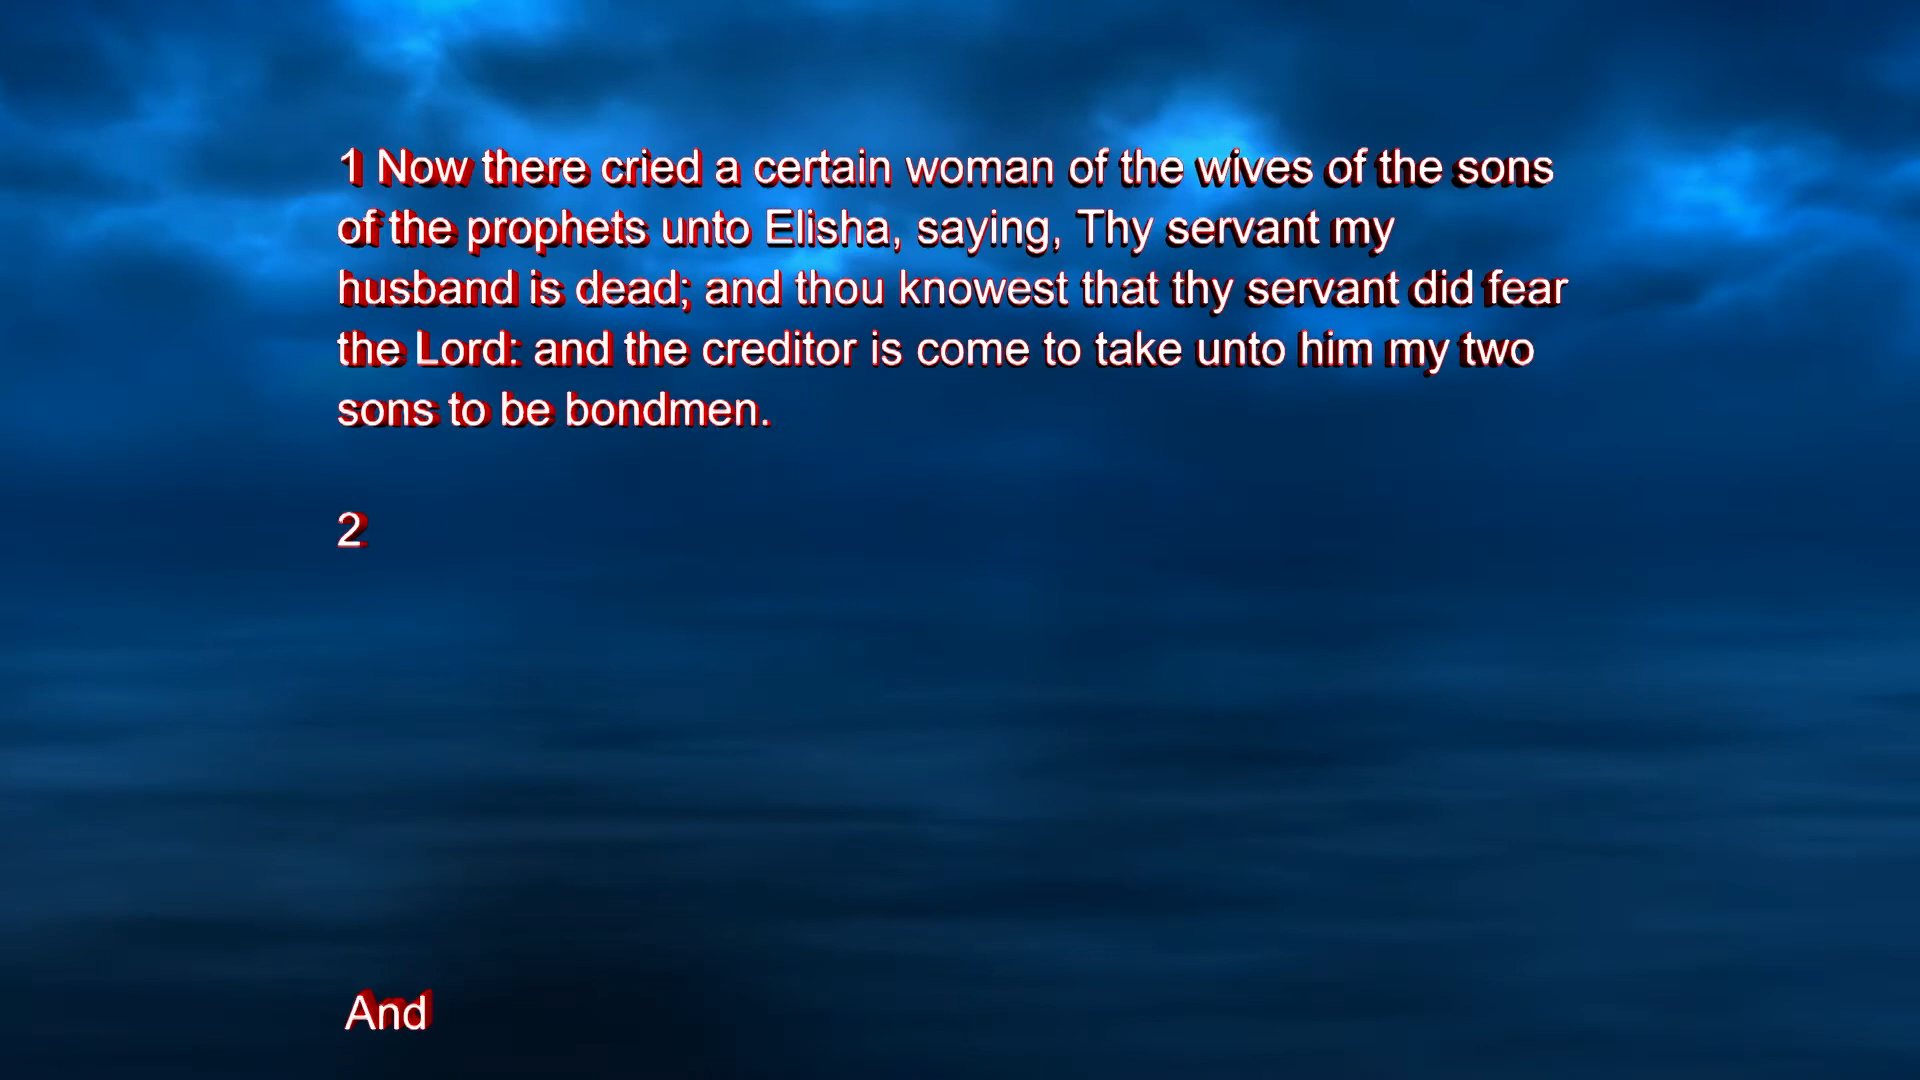 1 Now there cried a certain woman of the wives of the sons
of the prophets unto Elisha, saying, Thy servant my
husband is dead; and thou knowest that thy servant did fear
the Lord: and the creditor is come to take unto him my two
sons to be bondmen.
2
And